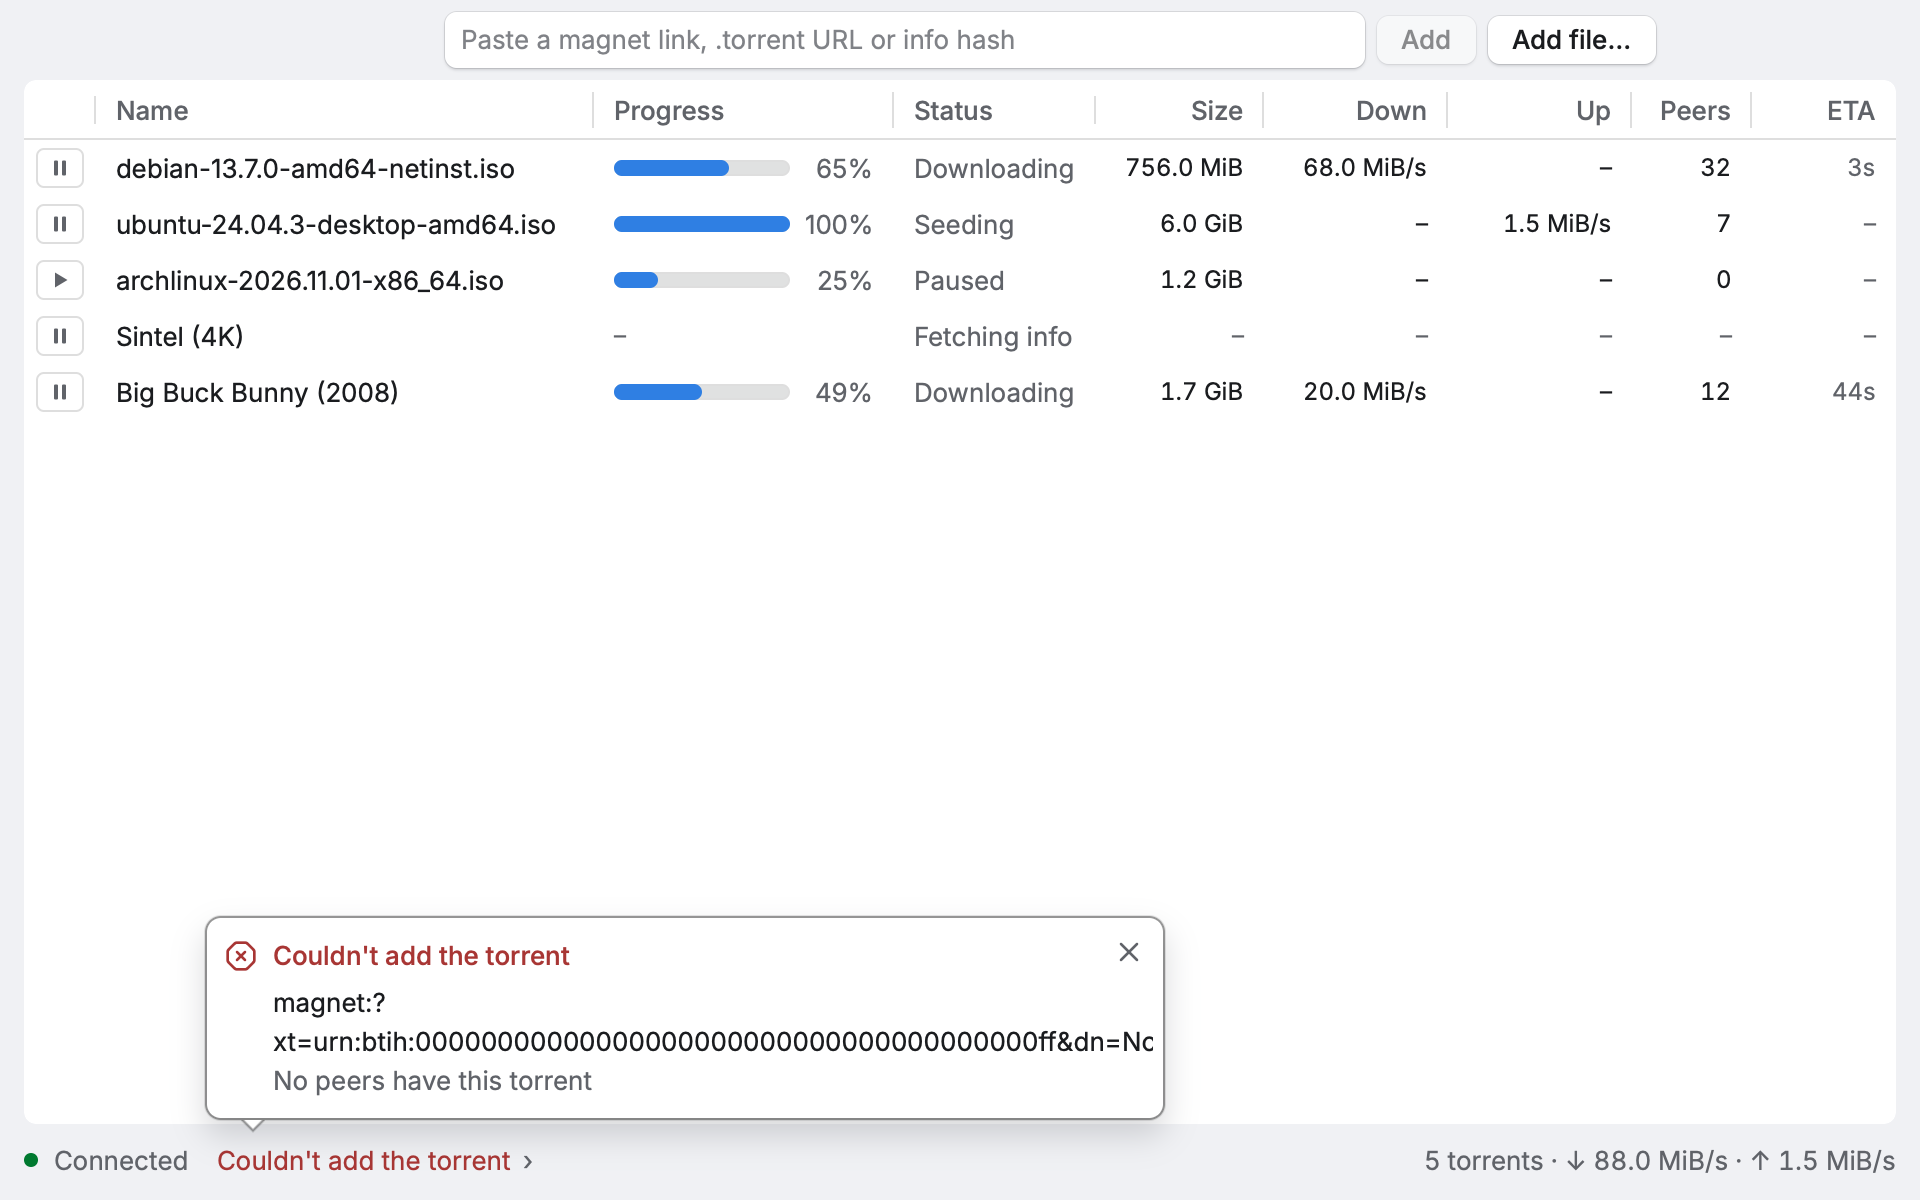 Paste a magnet link, .torrent URL or info hash Add Add file...
Name Progress Status Size Down Up Peers ETA
debian-13.7.0-amd64-netinst.iso 65% Downloading 756.0 MiB 68.0 MiB/s – 32 3s
ubuntu-24.04.3-desktop-amd64.iso 100% Seeding 6.0 GiB – 1.5 MiB/s 7 –
archlinux-2026.11.01-x86_64.iso 25% Paused 1.2 GiB – – 0 –
Sintel (4K) – Fetching info – – – – –
Big Buck Bunny (2008) 49% Downloading 1.7 GiB 20.0 MiB/s – 12 44s
Couldn't add the torrent
magnet:?
xt=urn:btih:00000000000000000000000000000000000000ff&dn=No
No peers have this torrent
Connected Couldn't add the torrent ›
5 torrents · ↓ 88.0 MiB/s · ↑ 1.5 MiB/s